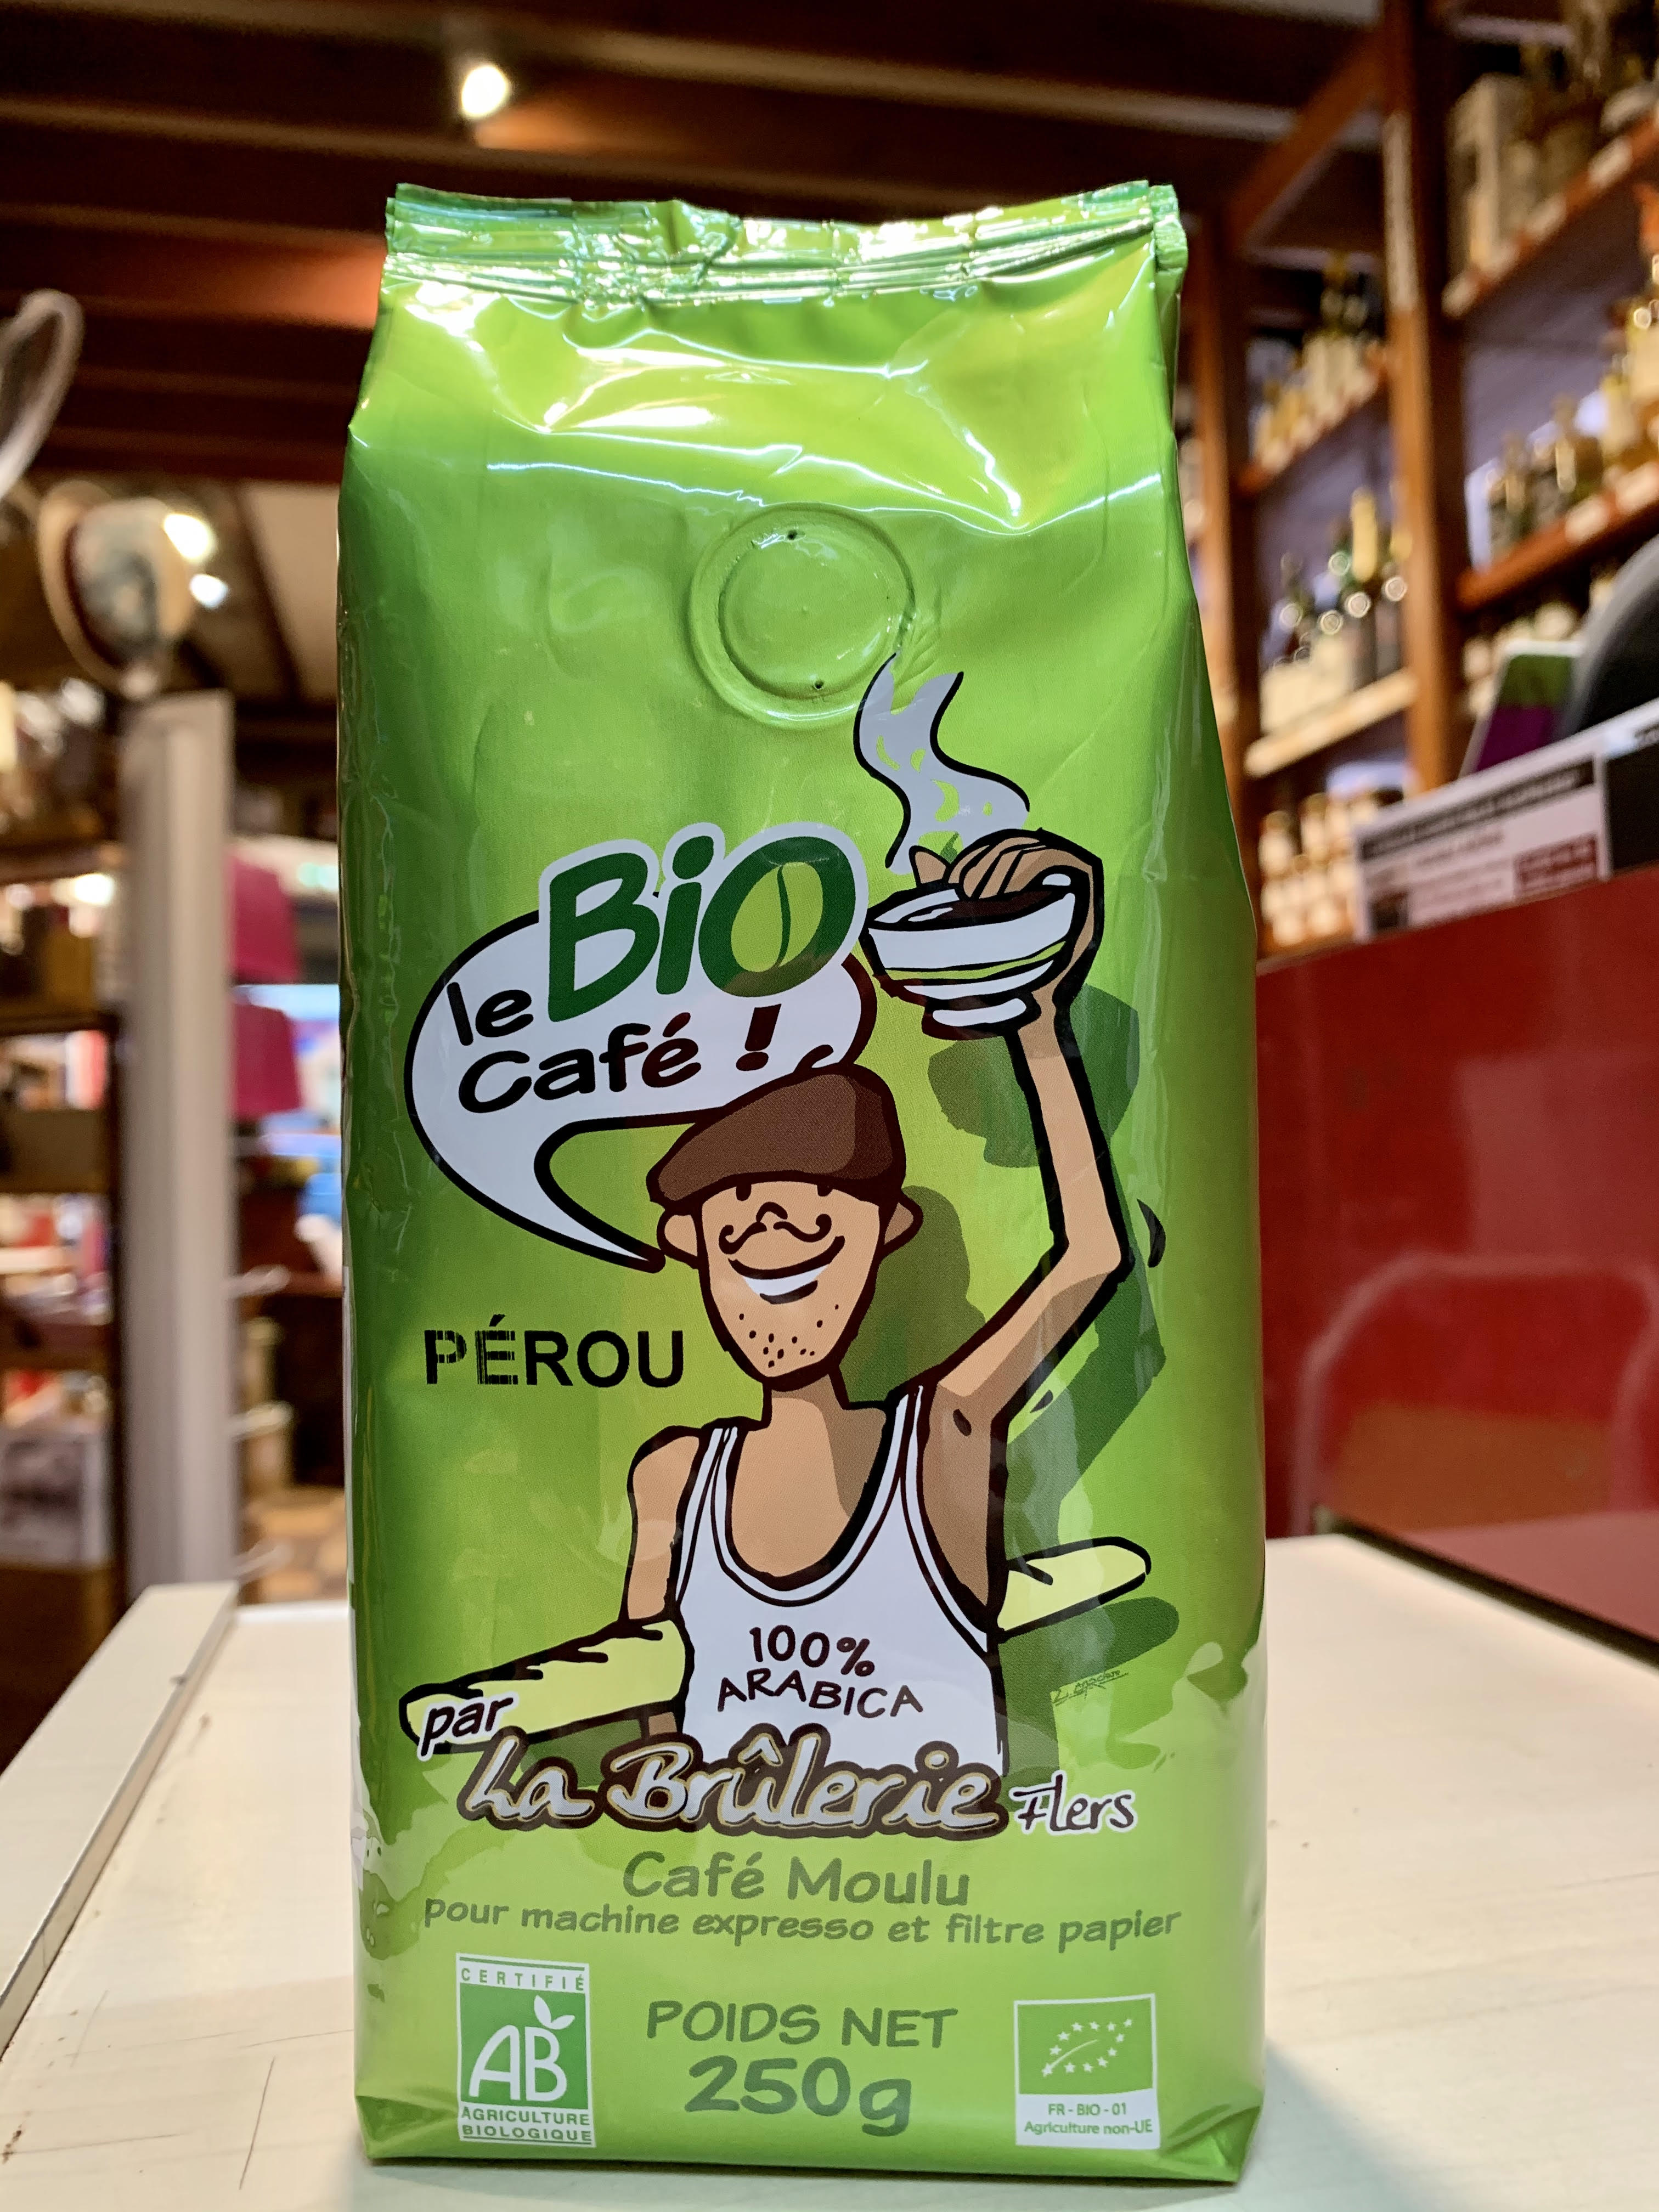 le BiO
Café !
PÉROU
100%
ARABICA
par
La Brûlerie Flers
Café Moulu
pour machine expresso et filtre papier
CERTIFIÉ
AB
AGRICULTURE
BIOLOGIQUE
POIDS NET
250g
FR-BIO-01
Agriculture non-UE